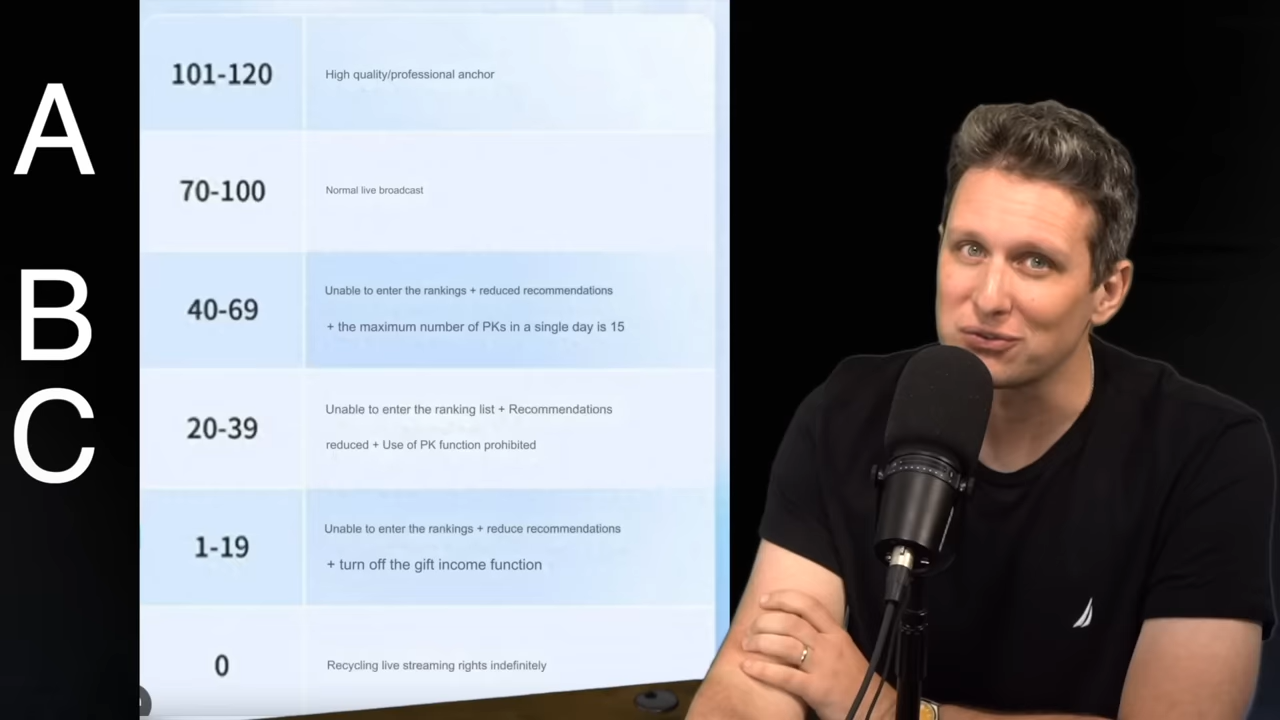 A
B
C
101-120
High quality/professional anchor
70-100
Normal live broadcast
40-69
Unable to enter the rankings + reduced recommendations
+ the maximum number of PKs in a single day is 15
20-39
Unable to enter the ranking list + Recommendations
reduced + Use of PK function prohibited
1-19
Unable to enter the rankings + reduce recommendations
+ turn off the gift income function
0
Recycling live streaming rights indefinitely